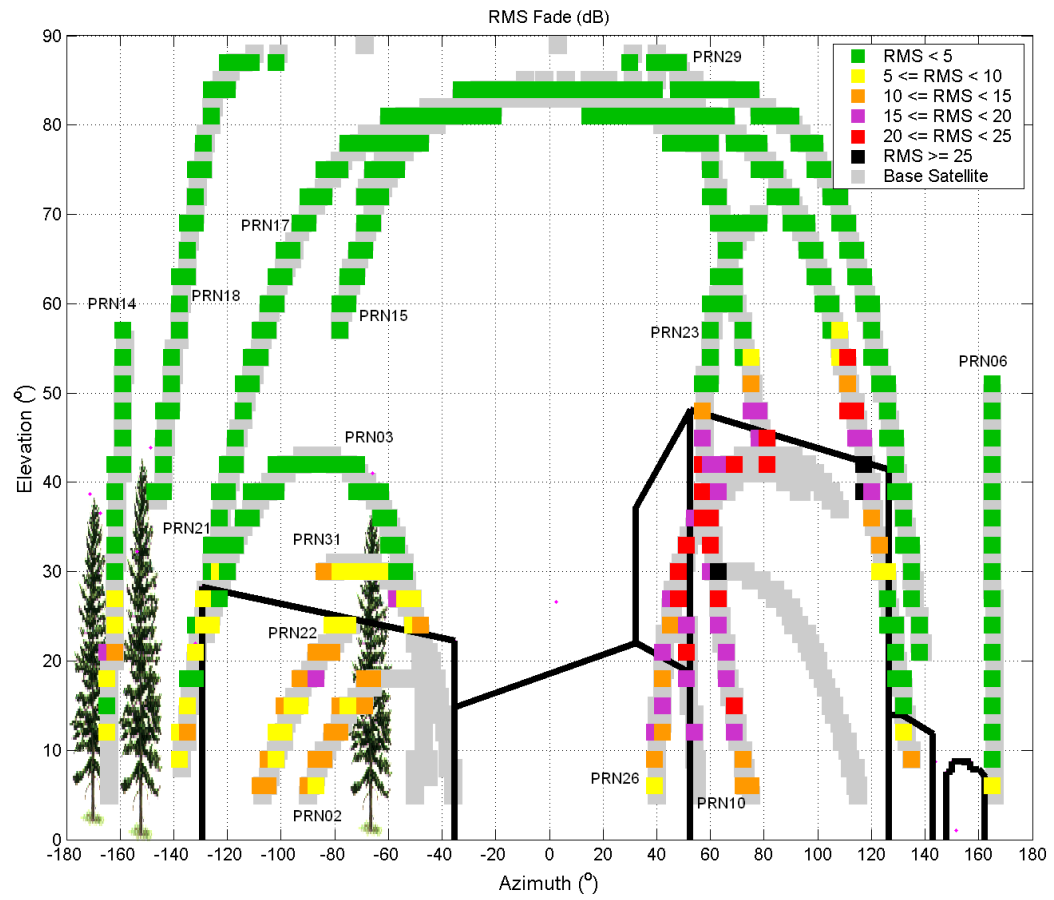 RMS Fade (dB)
90
80
70
60
50
40
30
20
10
0
Elevation (º)
RMS < 5
5 <= RMS < 10
10 <= RMS < 15
15 <= RMS < 20
20 <= RMS < 25
RMS >= 25
Base Satellite
PRN29
PRN17
PRN18
PRN14
PRN15
PRN23
PRN06
PRN03
PRN21
PRN31
PRN22
PRN26
PRN10
PRN02
-180 -160 -140 -120 -100 -80 -60 -40 -20 0 20 40 60 80 100 120 140 160 180
Azimuth (º)